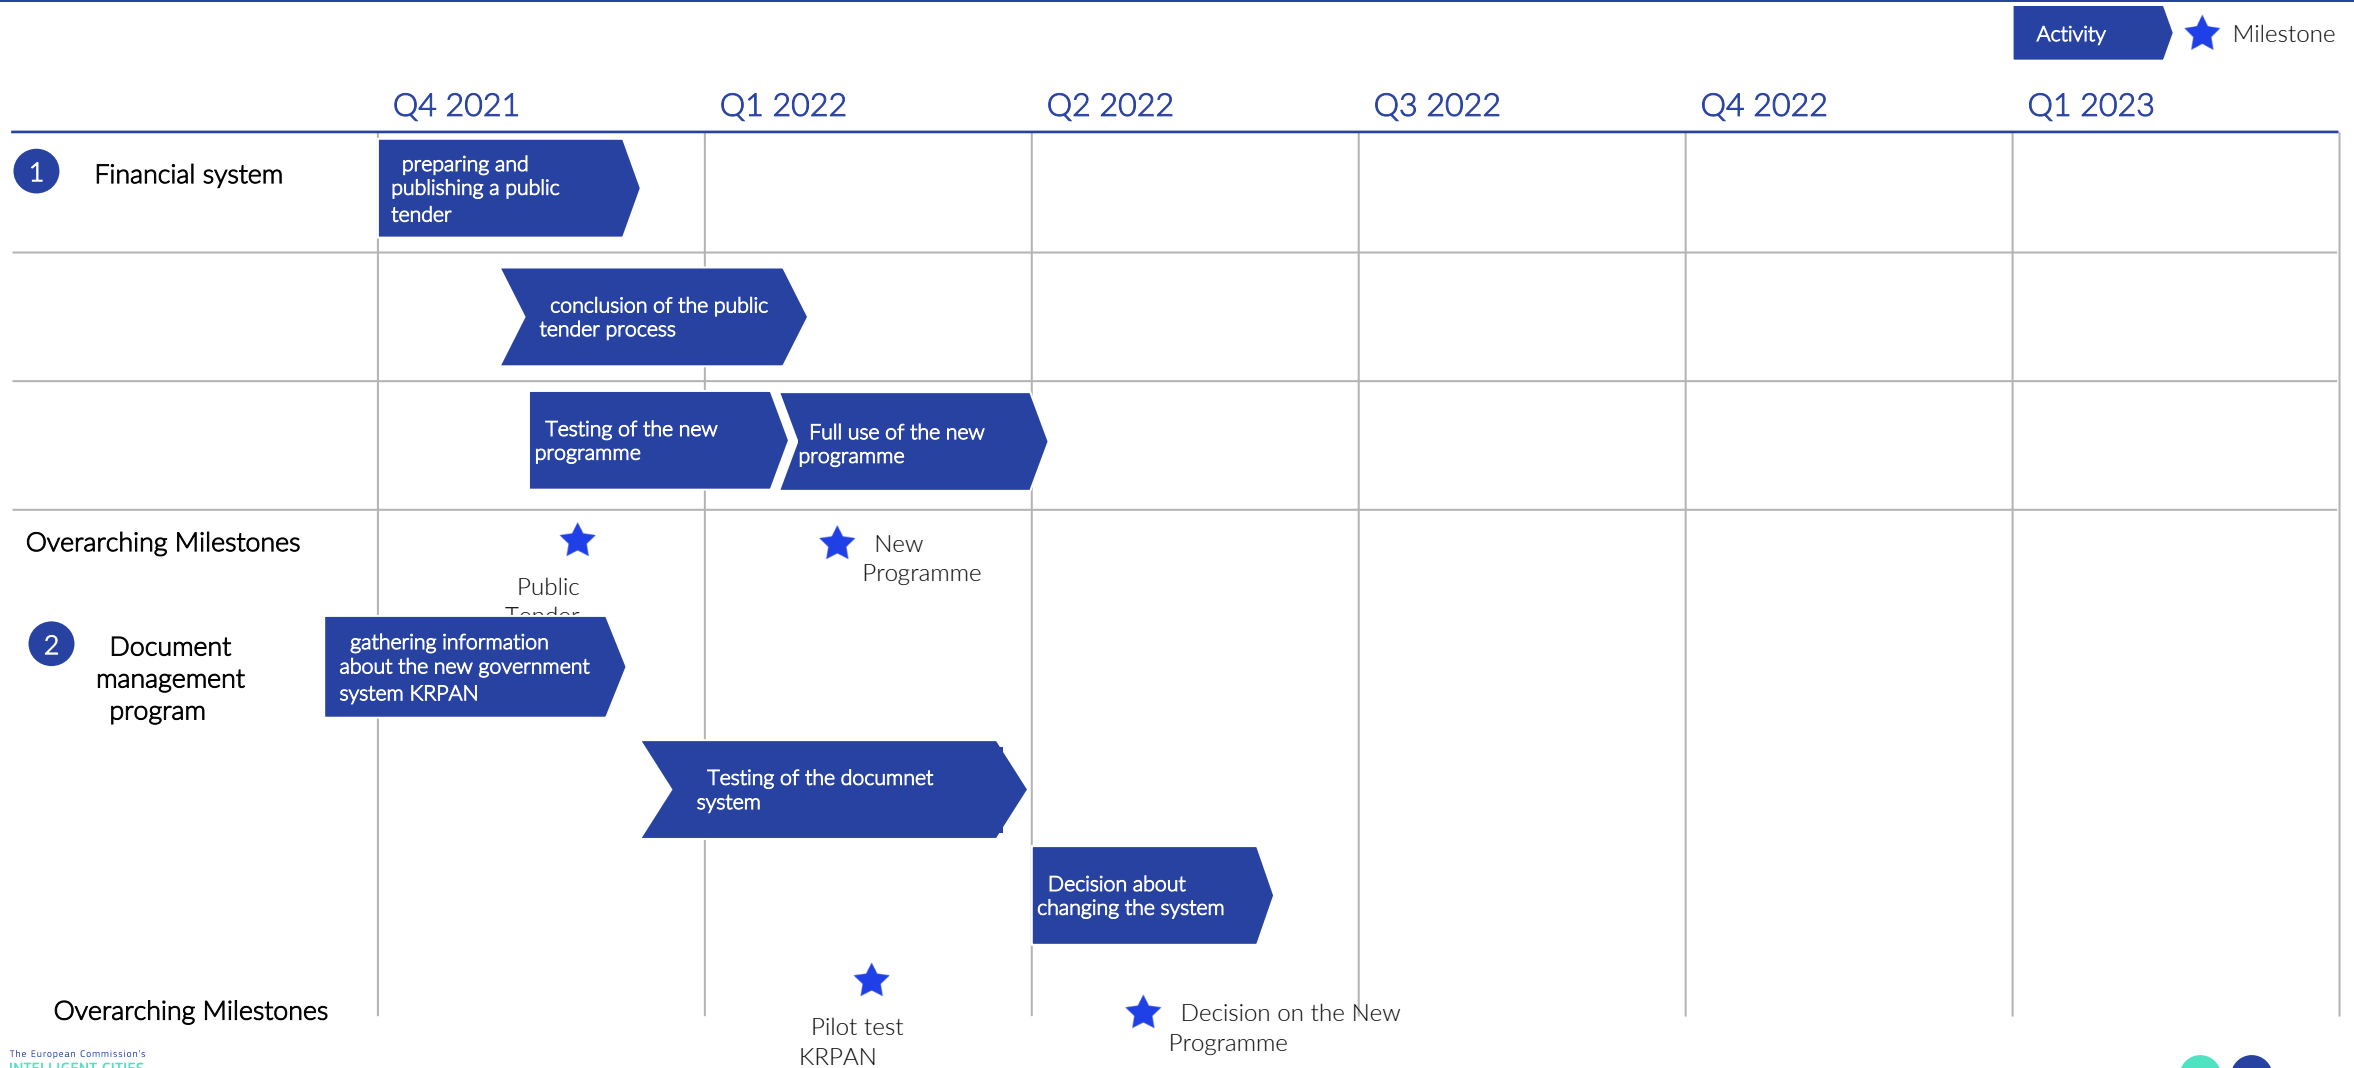 Activity
Milestone
Q4 2021
Q1 2022
Q2 2022
Q3 2022
Q4 2022
Q1 2023
1
Financial system
preparing and
publishing a public
tender
conclusion of the public
tender process
Testing of the new
programme
Full use of the new
programme
Overarching Milestones
Public
Tender
New
Programme
2
Document
management
program
gathering information
about the new government
system KRPAN
Testing of the documnet
system
Decision about
changing the system
Overarching Milestones
Pilot test
KRPAN
Decision on the New
Programme
The European Commission's
INTELLIGENT CITIES